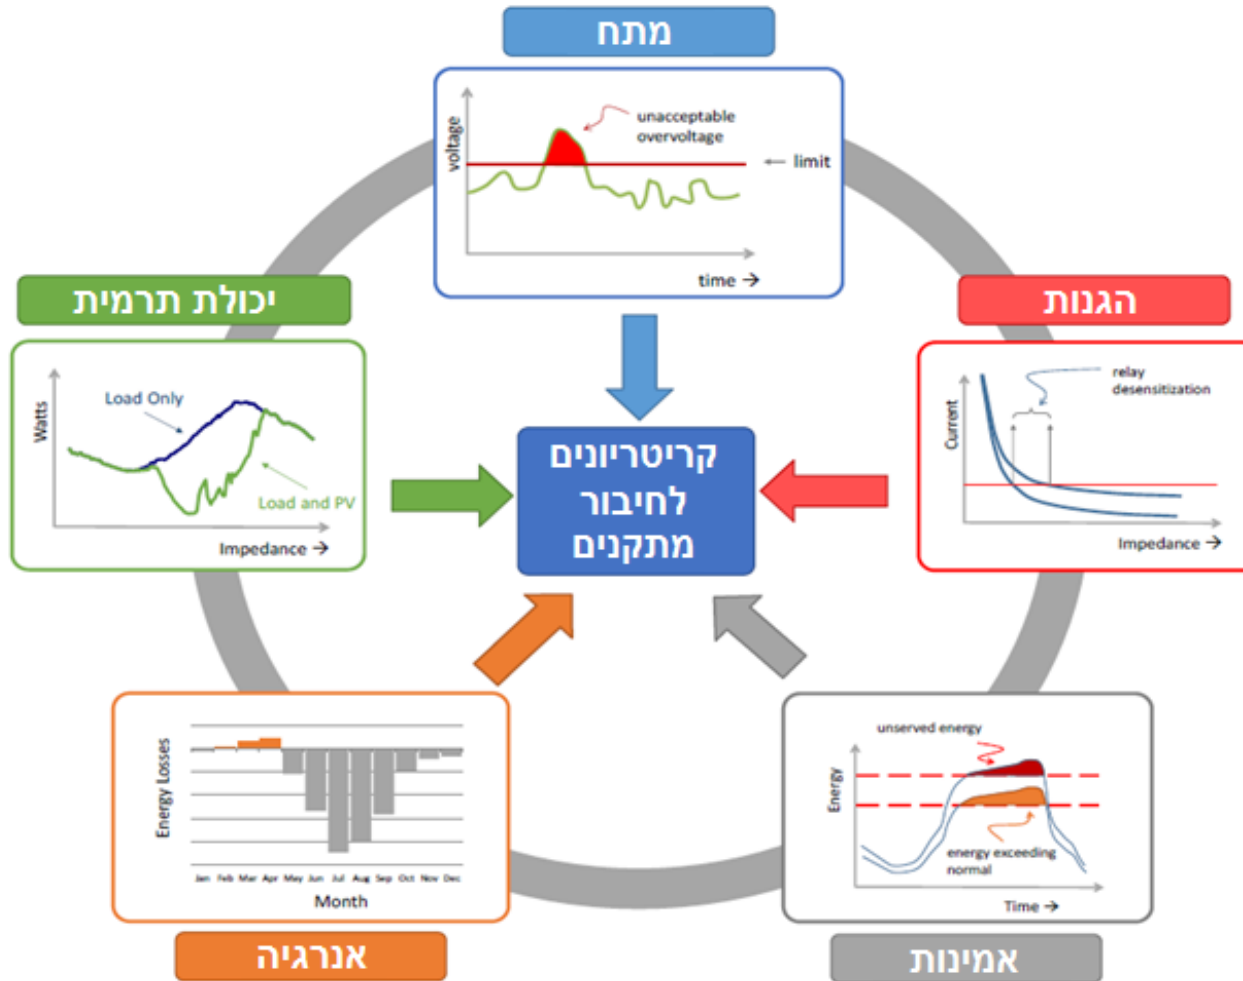 מתח
voltage
unacceptable
overvoltage
← limit
time →
הגנות
Current
relay
desensitization
Impedance →
יכולת תרמית
Watts
Load Only
Load and PV
Impedance →
קריטריונים
לחיבור
מתקנים
Energy Losses
Jan Feb Mar Apr May Jun Jul Aug Sep Oct Nov Dec
Month
אנרגיה
unserved energy
Energy
energy exceeding
normal
Time →
אמינות